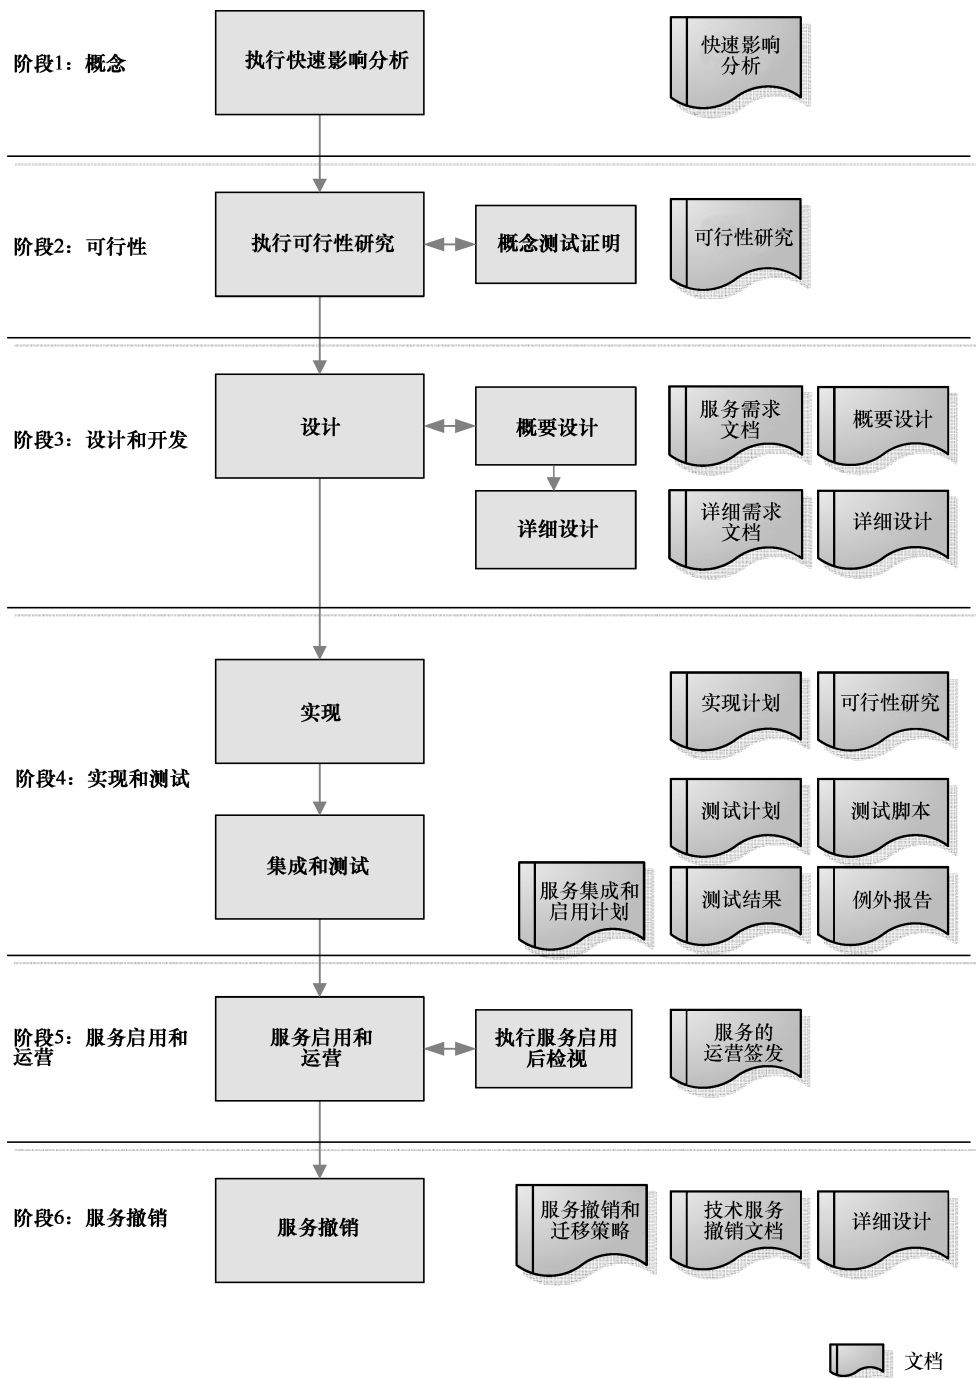 阶段1：概念
执行快速影响分析
快速影响
分析
阶段2：可行性
执行可行性研究
概念测试证明
可行性研究
阶段3：设计和开发
设计
概要设计
详细设计
服务需求
文档
概要设计
详细需求
文档
详细设计
阶段4：实现和测试
实现
集成和测试
实现计划
可行性研究
测试计划
测试脚本
服务集成和
启用计划
测试结果
例外报告
阶段5：服务启用和
运营
服务启用和
运营
执行服务启用
后检视
服务的
运营签发
阶段6：服务撤销
服务撤销
服务撤销和
迁移策略
技术服务
撤销文档
详细设计
文档